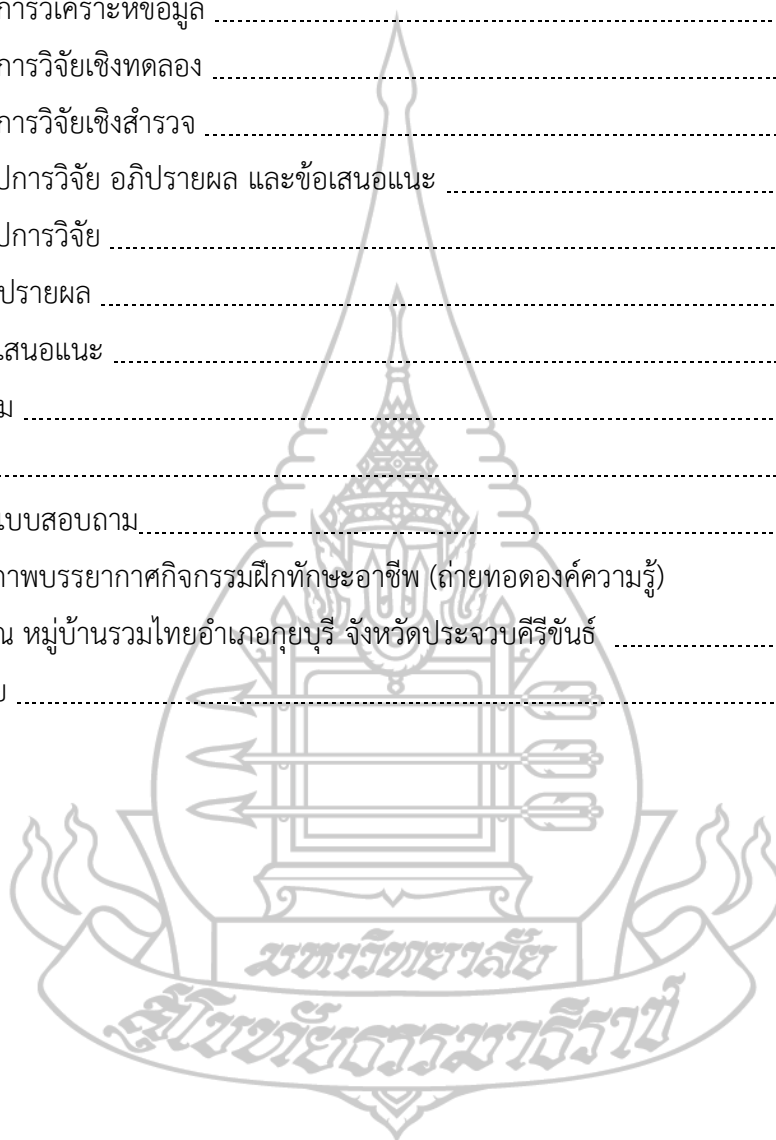 การวิเคราะห์ข้อมูล
การวิจัยเชิงทดลอง
การวิจัยเชิงสำรวจ
ปการวิจัย อภิปรายผล และข้อเสนอแนะ
ปการวิจัย
ปรายผล
เสนอแนะ
ม
แบบสอบถาม
ภาพบรรยากาศกิจกรรมฝึกทักษะอาชีพ (ถ่ายทอดองค์ความรู้)
ณ หมู่บ้านรวมไทยอำเภอกุยบุรี จังหวัดประจวบคีรีขันธ์
ย
มหาวิทยาลัย
สุโขทัยธรรมาธิราช